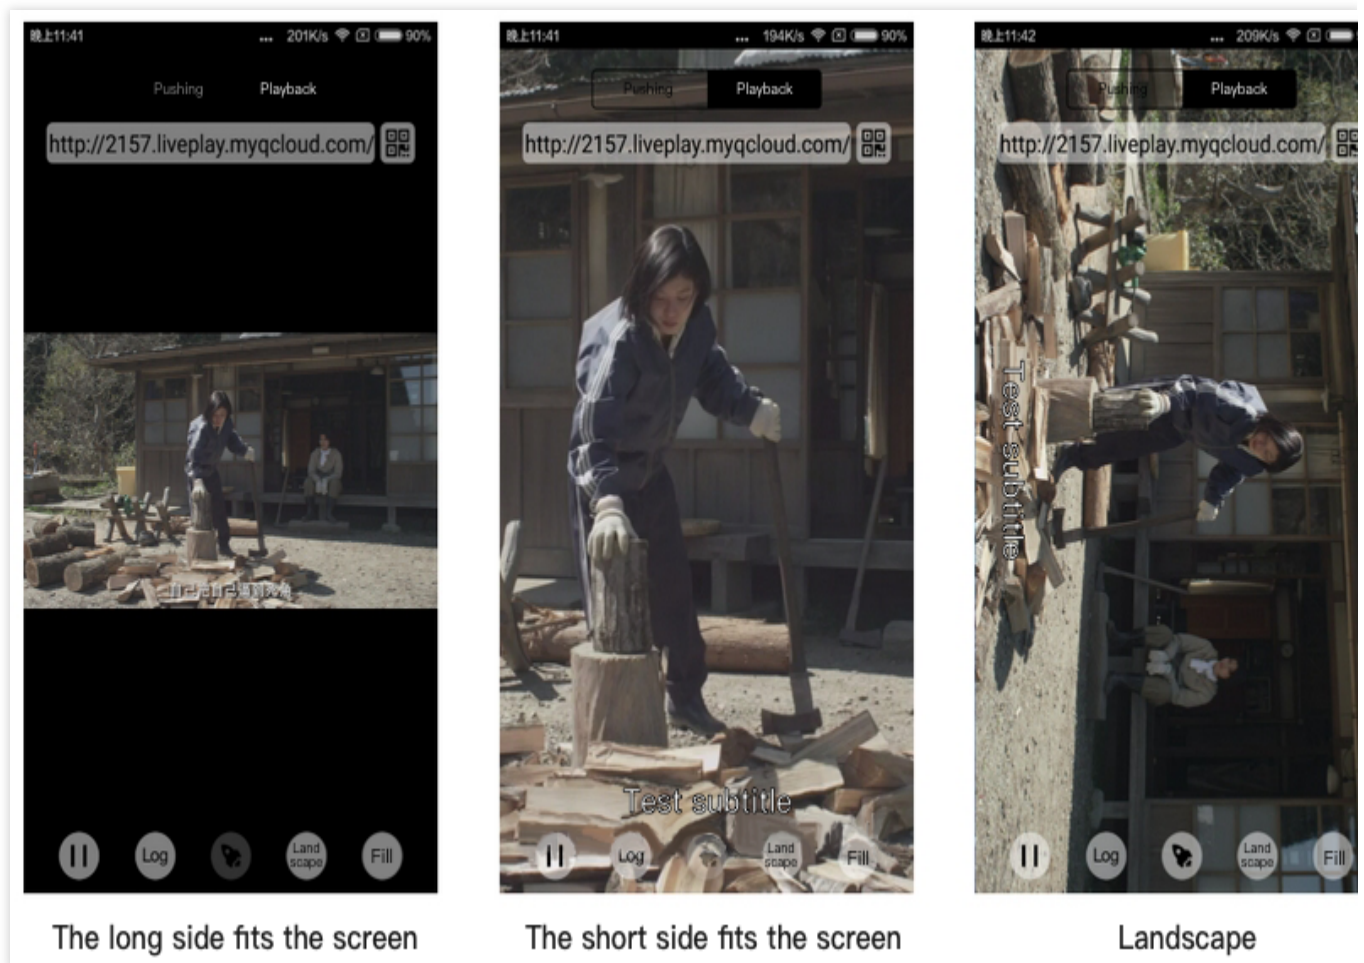 晚上11:41
... 201K/s 90%
Pushing
Playback
http://2157.liveplay.myqcloud.com/
Log
Land
scape
Fill
The long side fits the screen
晚上11:41
... 194K/s 90%
Pushing
Playback
http://2157.liveplay.myqcloud.com/
Test subtitle
Log
Land
scape
Fill
The short side fits the screen
晚上11:42
... 209K/s
Pushing
Playback
http://2157.liveplay.myqcloud.com/
Test subtitle
Log
Land
scape
Fill
Landscape